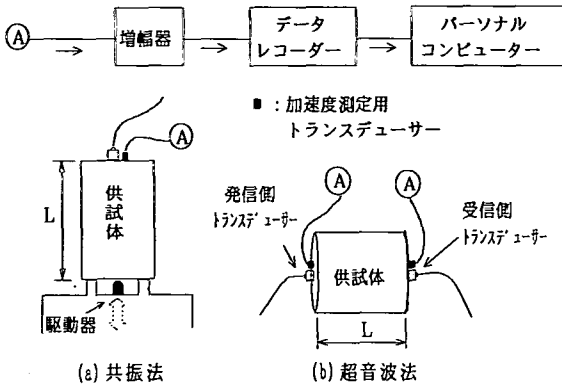 Ⓐ
増幅器
データ
レコーダー
パーソナル
コンピューター
■ : 加速度測定用
トランスデューサー
Ⓐ
L
供試体
駆動器
(a) 共振法
Ⓐ
Ⓐ
発信側
トランスデューサー
受信側
トランスデューサー
供試体
L
(b) 超音波法